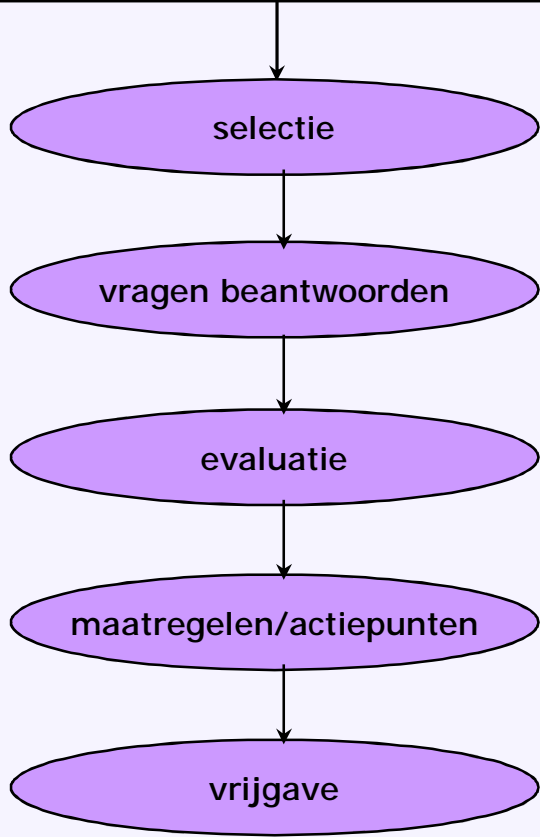 selectie
vragen beantwoorden
evaluatie
maatregelen/actiepunten
vrijgave